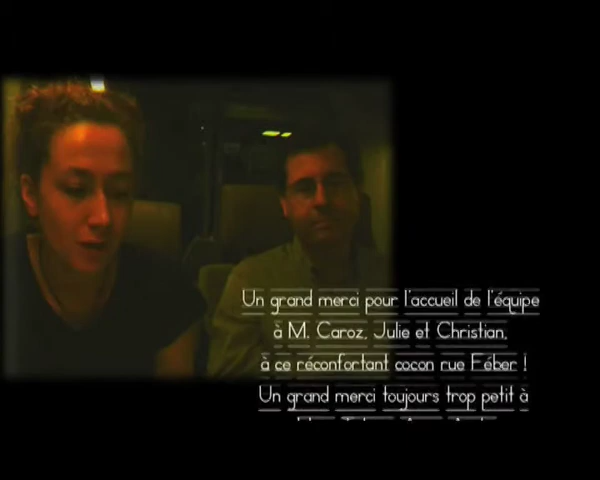 Un grand merci pour l'accueil de l'équipe
à M. Caroz, Julie et Christian,
à ce réconfortant cocon rue Féber !
Un grand merci toujours trop petit à